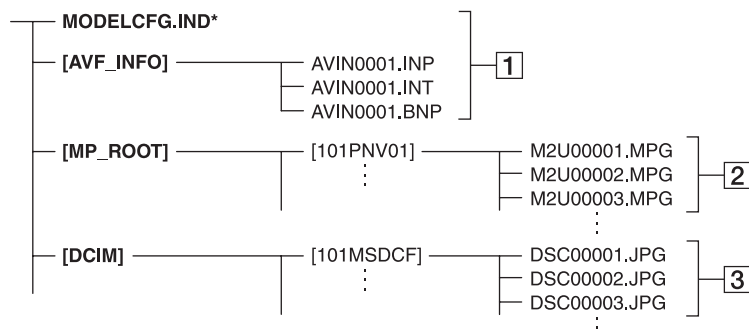 MODELCFG.IND*
[AVF_INFO] AVIN0001.INP 1
AVIN0001.INT
AVIN0001.BNP
[MP_ROOT] [101PNV01] M2U00001.MPG
M2U00002.MPG 2
M2U00003.MPG
[DCIM] [101MSDCF] DSC00001.JPG
DSC00002.JPG 3
DSC00003.JPG